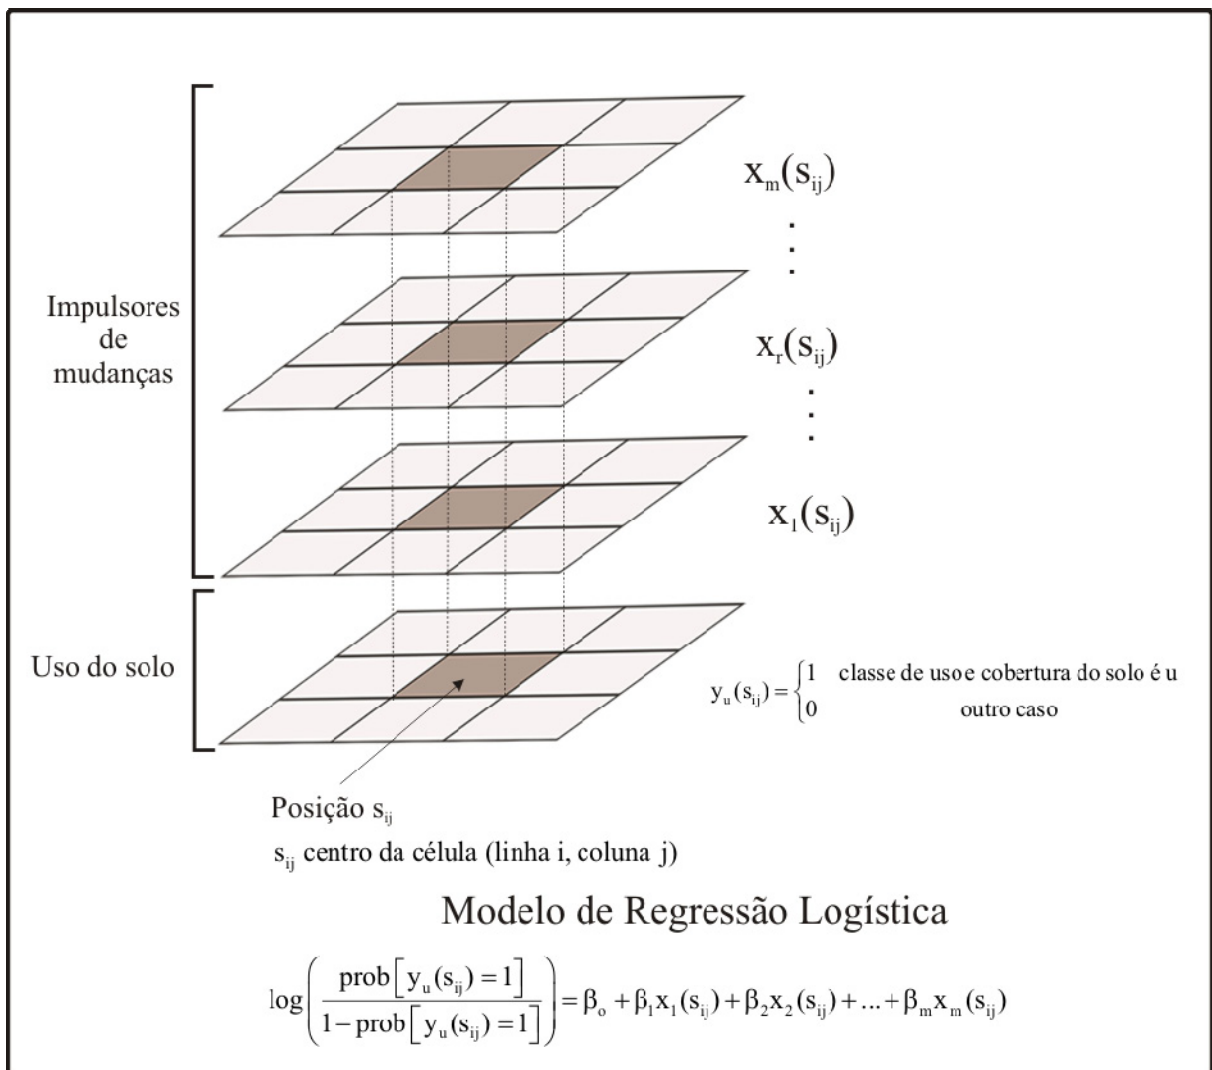 xₘ(sᵢⱼ)
Impulsores
de
mudanças
xᵣ(sᵢⱼ)
x₁(sᵢⱼ)
Uso do solo
yᵤ(sᵢⱼ) = {1 classe de uso e cobertura do solo é u
0 outro caso
Posição sᵢⱼ
sᵢⱼ centro da célula (linha i, coluna j)
Modelo de Regressão Logística
log(prob[yᵤ(sᵢⱼ) = 1] / 1 − prob[yᵤ(sᵢⱼ) = 1]) = βₒ + β₁x₁(sᵢⱼ) + β₂x₂(sᵢⱼ) + ... + βₘxₘ(sᵢⱼ)